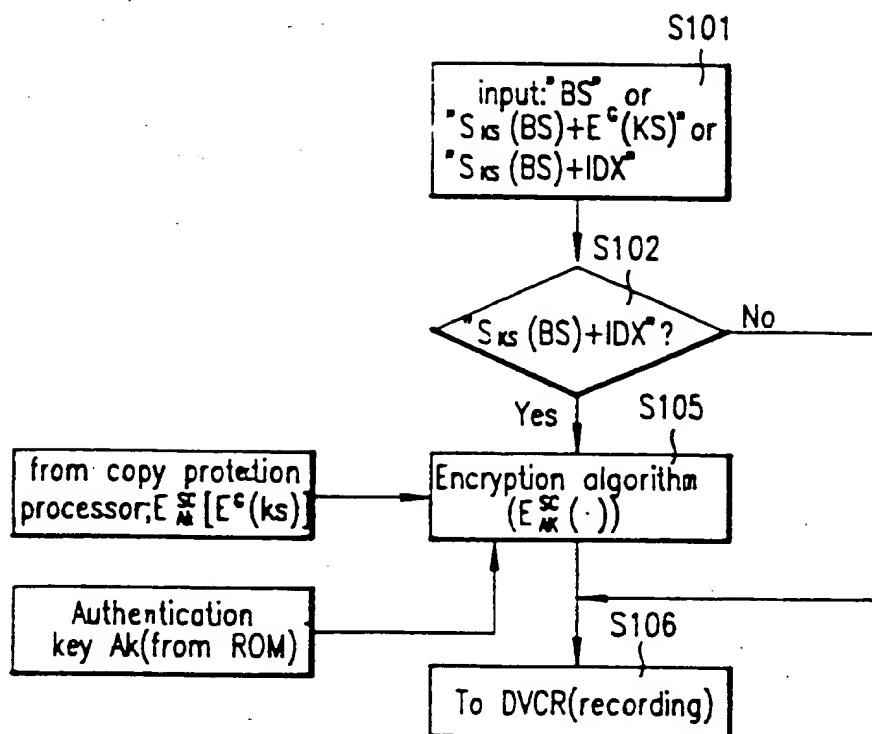 S101
input:"BS" or
"S KS (BS)+E G (KS)" or
"S KS (BS)+IDX"
S102
"S KS (BS)+IDX"?
No
Yes
S105
from copy protection
processor;E SC Ak [E G (ks)]
Encryption algorithm
(E SC AK (·))
Authentication
key Ak(from ROM)
S106
To DVCR(recording)